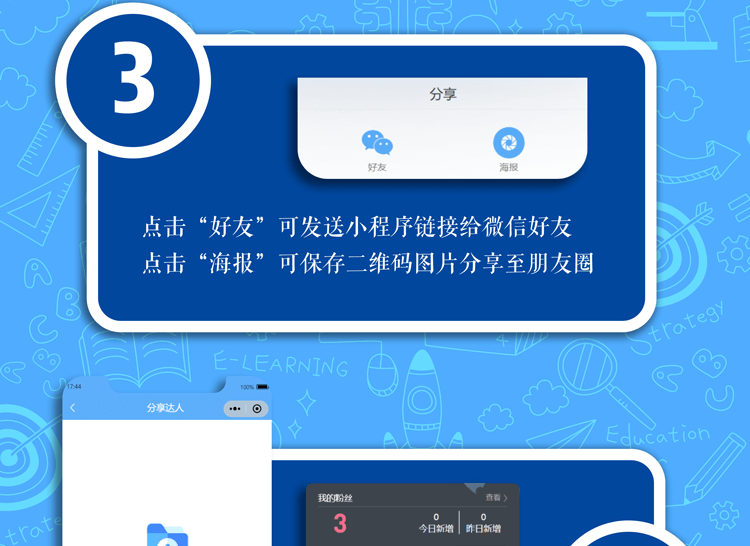 3
分享
好友
海报
点击“好友”可发送小程序链接给微信好友
点击“海报”可保存二维码图片分享至朋友圈
Strategy
E-LEARNING
17:44
100%
分享达人
Education
我的粉丝
查看
3
0
今日新增
0
昨日新增